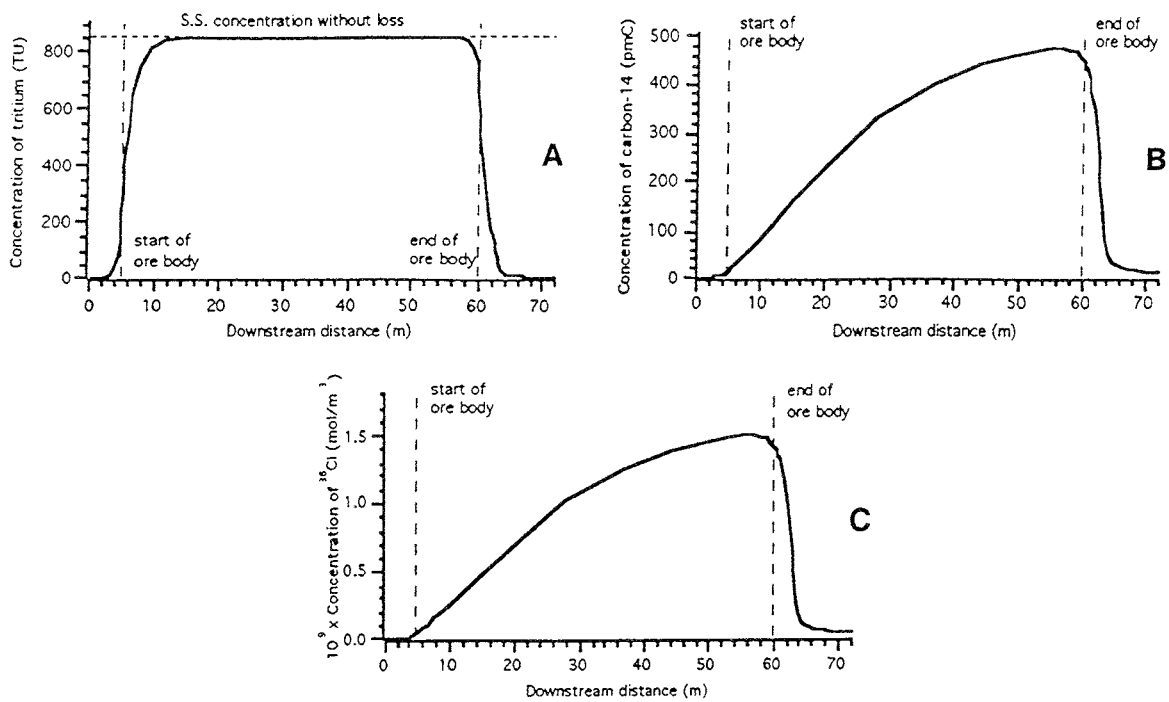 S.S. concentration without loss
Concentration of tritium (TU)
800
600
400
200
0
start of
ore body
end of
ore body
A
0 10 20 30 40 50 60 70
Downstream distance (m)
Concentration of carbon-14 (pmC)
500
400
300
200
100
0
start of
ore body
end of
ore body
B
0 10 20 30 40 50 60 70
Downstream distance (m)
10⁹ x Concentration of ³⁶Cl (mol/m³)
1.5
1.0
0.5
0.0
start of
ore body
end of
ore body
C
0 10 20 30 40 50 60 70
Downstream distance (m)